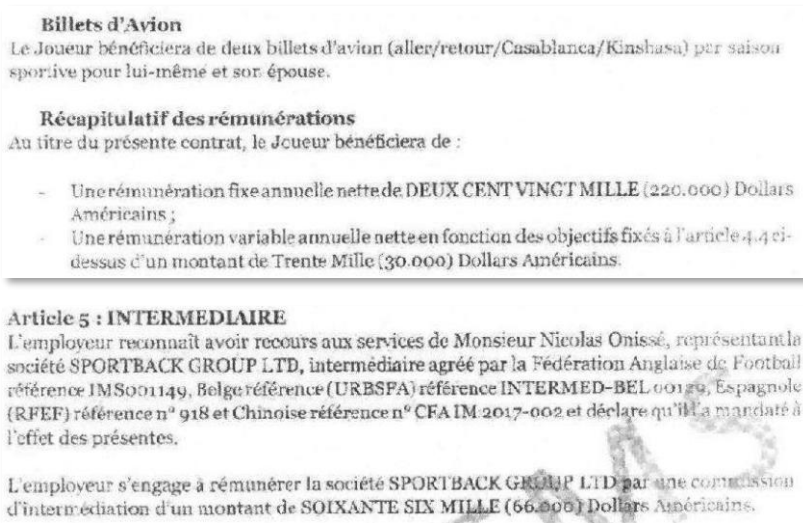 Billets d'Avion
Le Joueur bénéficiera de deux billets d'avion (aller/retour/Casablanca/Kinshasa) par saison
sportive pour lui-même et son épouse.
Récapitulatif des rémunérations
Au titre du présente contrat, le Joueur bénéficiera de :
- Une rémunération fixe annuelle nette de DEUX CENT VINGT MILLE (220.000) Dollars
Américains ;
- Une rémunération variable annuelle nette en fonction des objectifs fixés à l'article 4.4 ci-
dessus d'un montant de Trente Mille (30.000) Dollars Américains.
Article 5 : INTERMEDIAIRE
L'employeur reconnaît avoir recours aux services de Monsieur Nicolas Onissé, représentant la
société SPORTBACK GROUP LTD, intermédiaire agréé par la Fédération Anglaise de Football
référence IMS001149, Belge référence (URBSFA) référence INTERMED-BEL00129, Espagnole
(RFEF) référence n° 918 et Chinoise référence n° CFA IM 2017-002 et déclare qu'il l'a mandaté à
l'effet des présentes.
L'employeur s'engage à rémunérer la société SPORTBACK GROUP LTD par une commission
d'intermédiation d'un montant de SOIXANTE SIX MILLE (66.000) Dollars Américains.